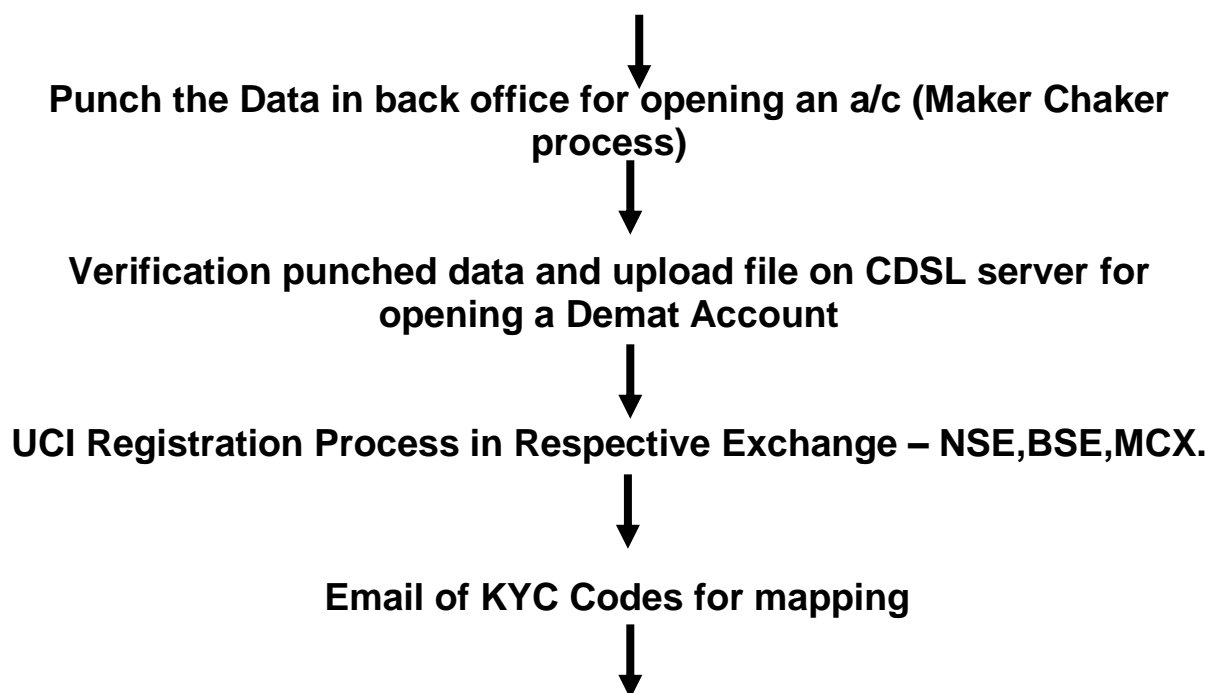 Punch the Data in back office for opening an a/c (Maker Chaker
process)
Verification punched data and upload file on CDSL server for
opening a Demat Account
UCI Registration Process in Respective Exchange – NSE,BSE,MCX.
Email of KYC Codes for mapping